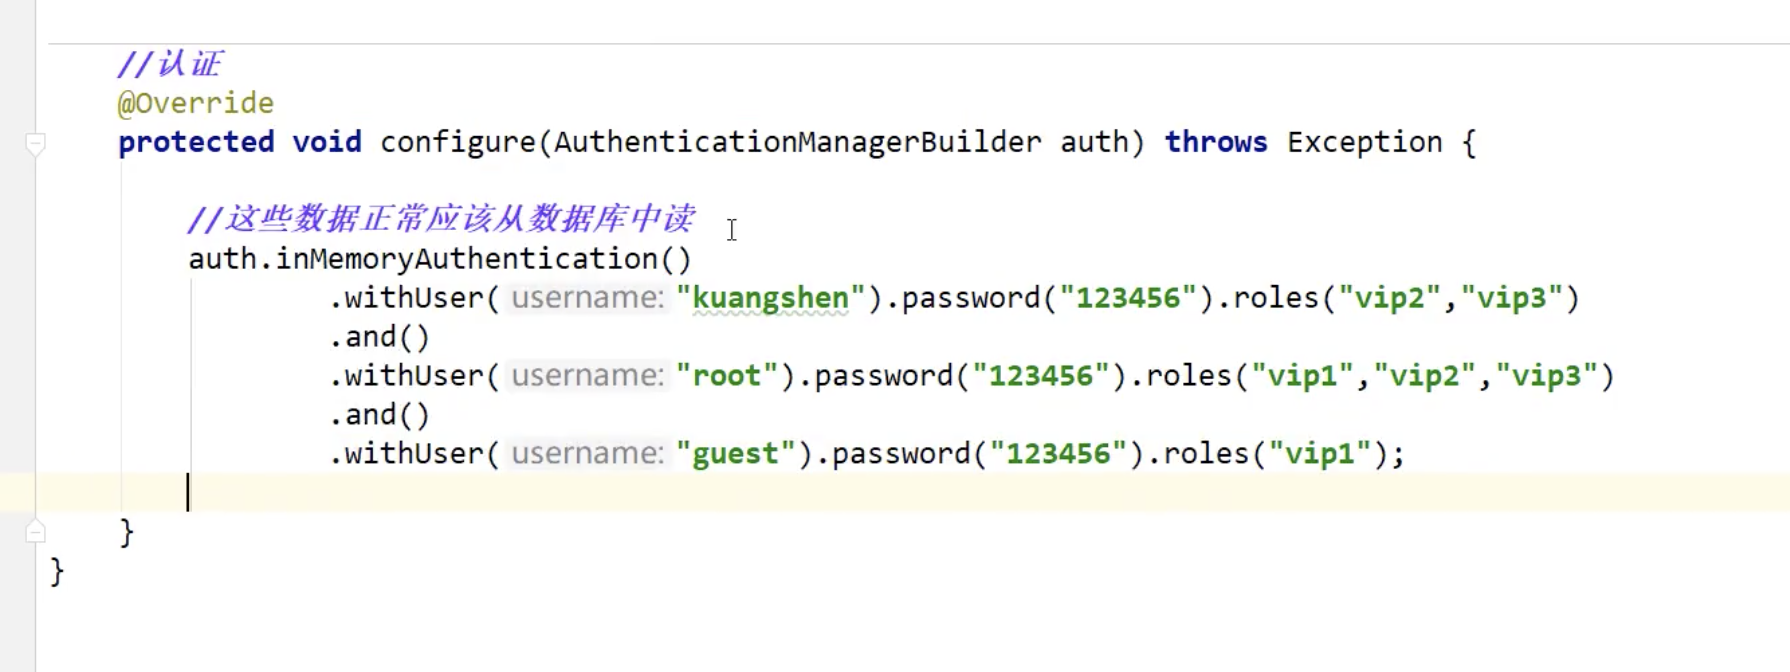 //认证
@Override
protected void configure(AuthenticationManagerBuilder auth) throws Exception {
//这些数据正常应该从数据库中读
auth.inMemoryAuthentication()
.withUser( username: "kuangshen").password("123456").roles("vip2","vip3")
.and()
.withUser( username: "root").password("123456").roles("vip1","vip2","vip3")
.and()
.withUser( username: "guest").password("123456").roles("vip1");
}
}